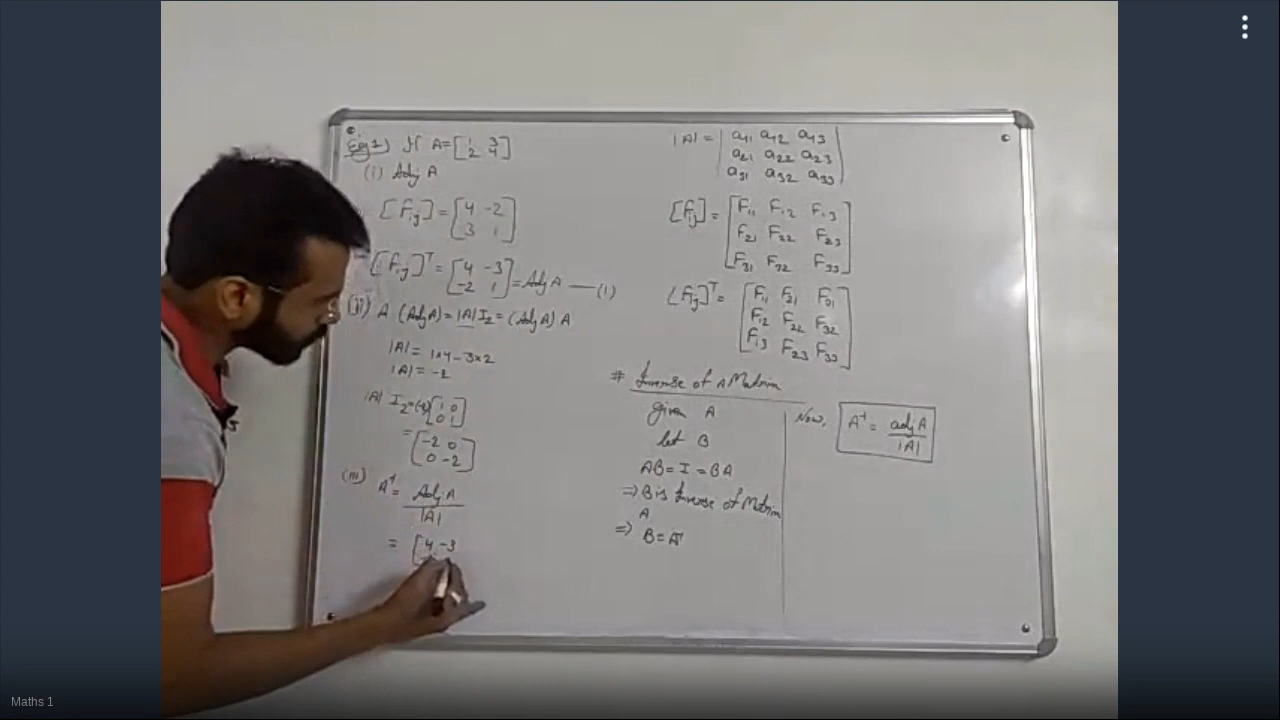 Eg 1) If A = [1 3
2 4]
(i) Adj A
[Fij] = [4 -2
3 1]
[Fij]ᵀ = [4 -3
-2 1] = Adj A — (1)
(ii) A (Adj A) = |A| I₂ = (Adj A) A
|A| = 1×4 - 3×2
|A| = -2
|A| I₂ = (-2) [1 0
0 1]
= [-2 0
0 -2]
(iii) A⁻¹ = Adj A
|A|
= [4 -3
|A| = | a₁₁ a₁₂ a₁₃
a₂₁ a₂₂ a₂₃
a₃₁ a₃₂ a₃₃ |
[Fij] = [F₁₁ F₁₂ F₁₃
F₂₁ F₂₂ F₂₃
F₃₁ F₃₂ F₃₃]
[Fij]ᵀ = [F₁₁ F₂₁ F₃₁
F₁₂ F₂₂ F₃₂
F₁₃ F₂₃ F₃₃]
# Inverse of A Matrix
given A
let B
AB = I = BA
⇒ B is Inverse of Matrix
A
⇒ B = A⁻¹
Now, A⁻¹ = adj A
|A|
Maths 1